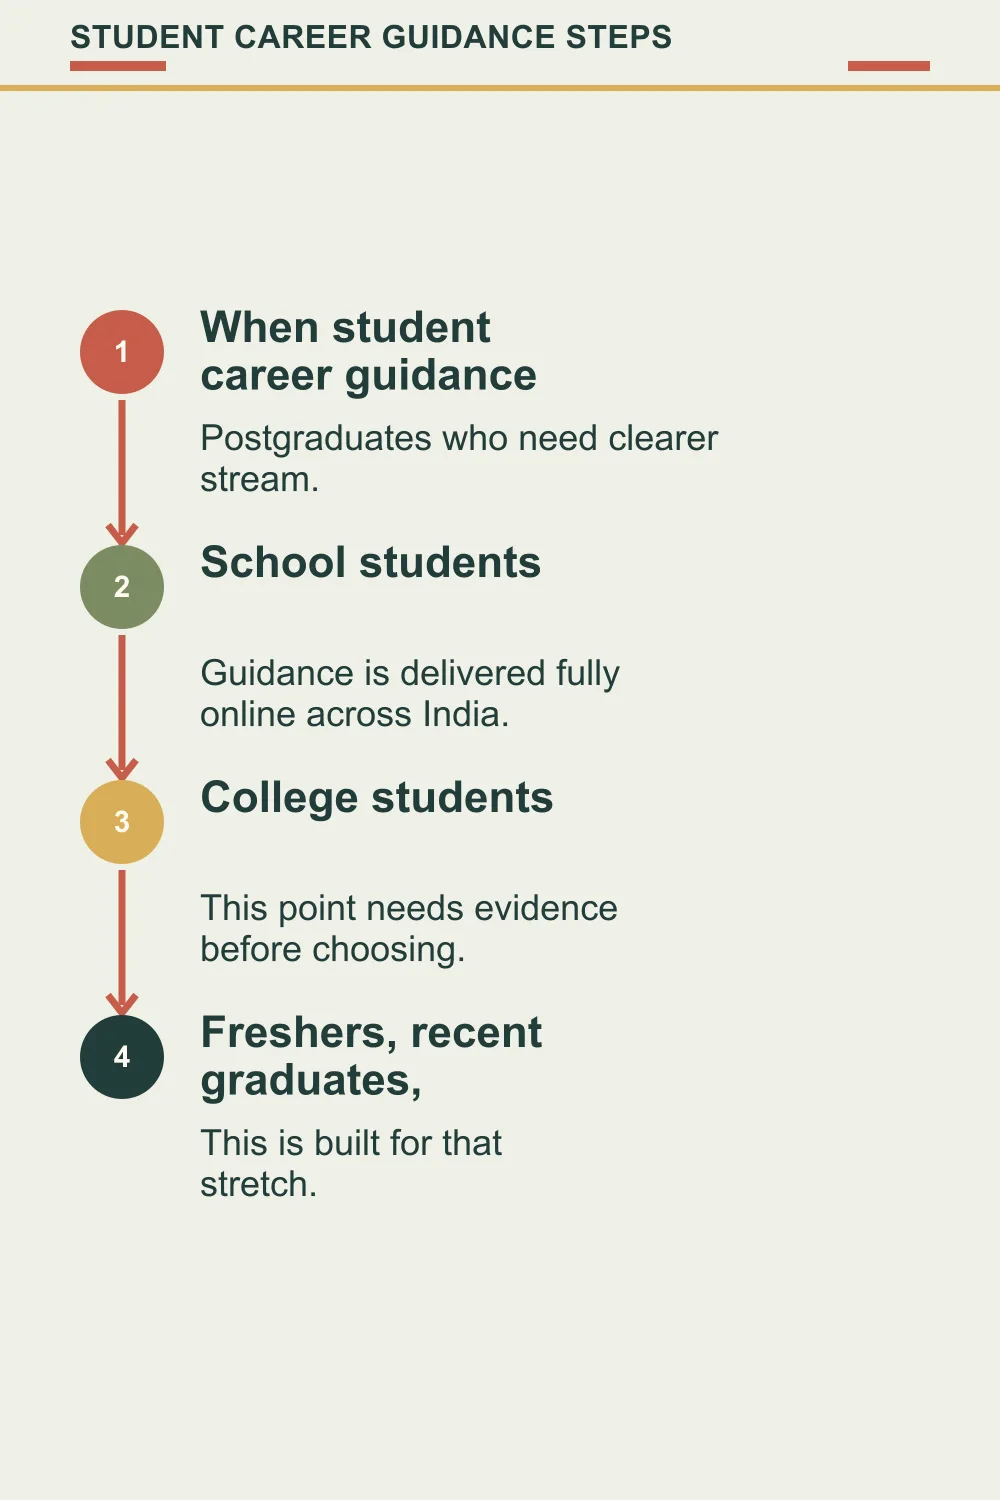 STUDENT CAREER GUIDANCE STEPS
1
When student
career guidance
Postgraduates who need clearer
stream.
2
School students
Guidance is delivered fully
online across India.
3
College students
This point needs evidence
before choosing.
4
Freshers, recent
graduates,
This is built for that
stretch.